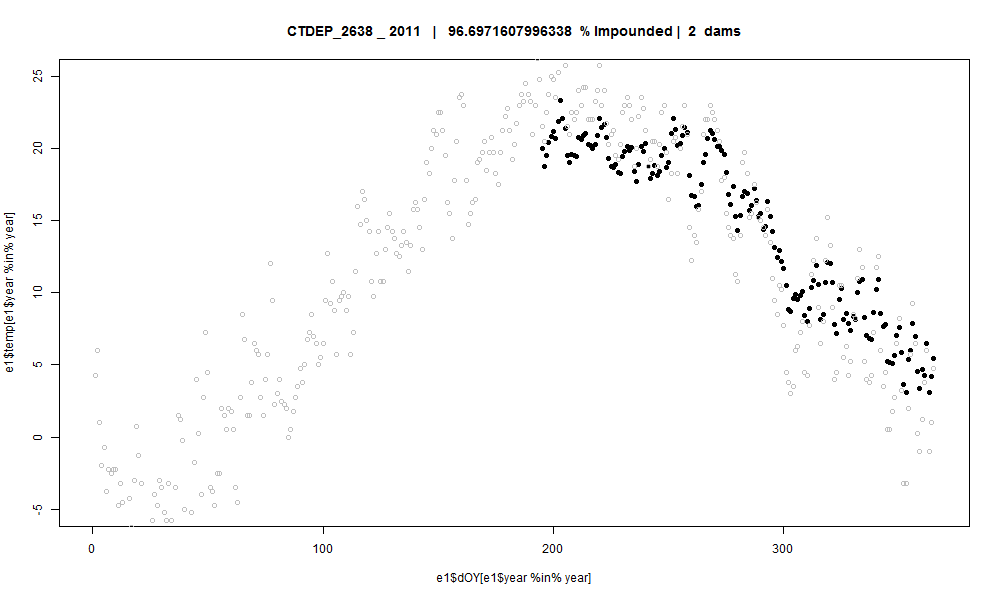 CTDEP_2638 _ 2011 | 96.6971607996338 % Impounded | 2 dams
e1$temp[e1$year %in% year]
25
20
15
10
5
0
-5
0 100 200 300
e1$dOY[e1$year %in% year]